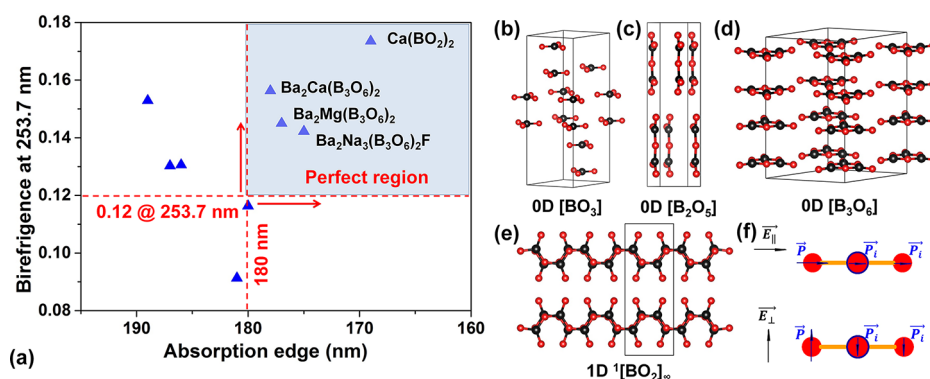 Birefrigence at 253.7 nm
0.18
0.16
0.14
0.12
0.10
0.08
Ca(BO₂)₂
Ba₂Ca(B₃O₆)₂
Ba₂Mg(B₃O₆)₂
Ba₂Na₃(B₃O₆)₂F
Perfect region
0.12 @ 253.7 nm
180 nm
190
180
170
160
Absorption edge (nm)
(a)
(b)
0D [BO₃]
(c)
0D [B₂O₅]
(d)
0D [B₃O₆]
(e)
1D ¹[BO₂]∞
(f)
E∥→
P→
Pᵢ→
Pᵢ→
E⊥→
P→
Pᵢ→
Pᵢ→